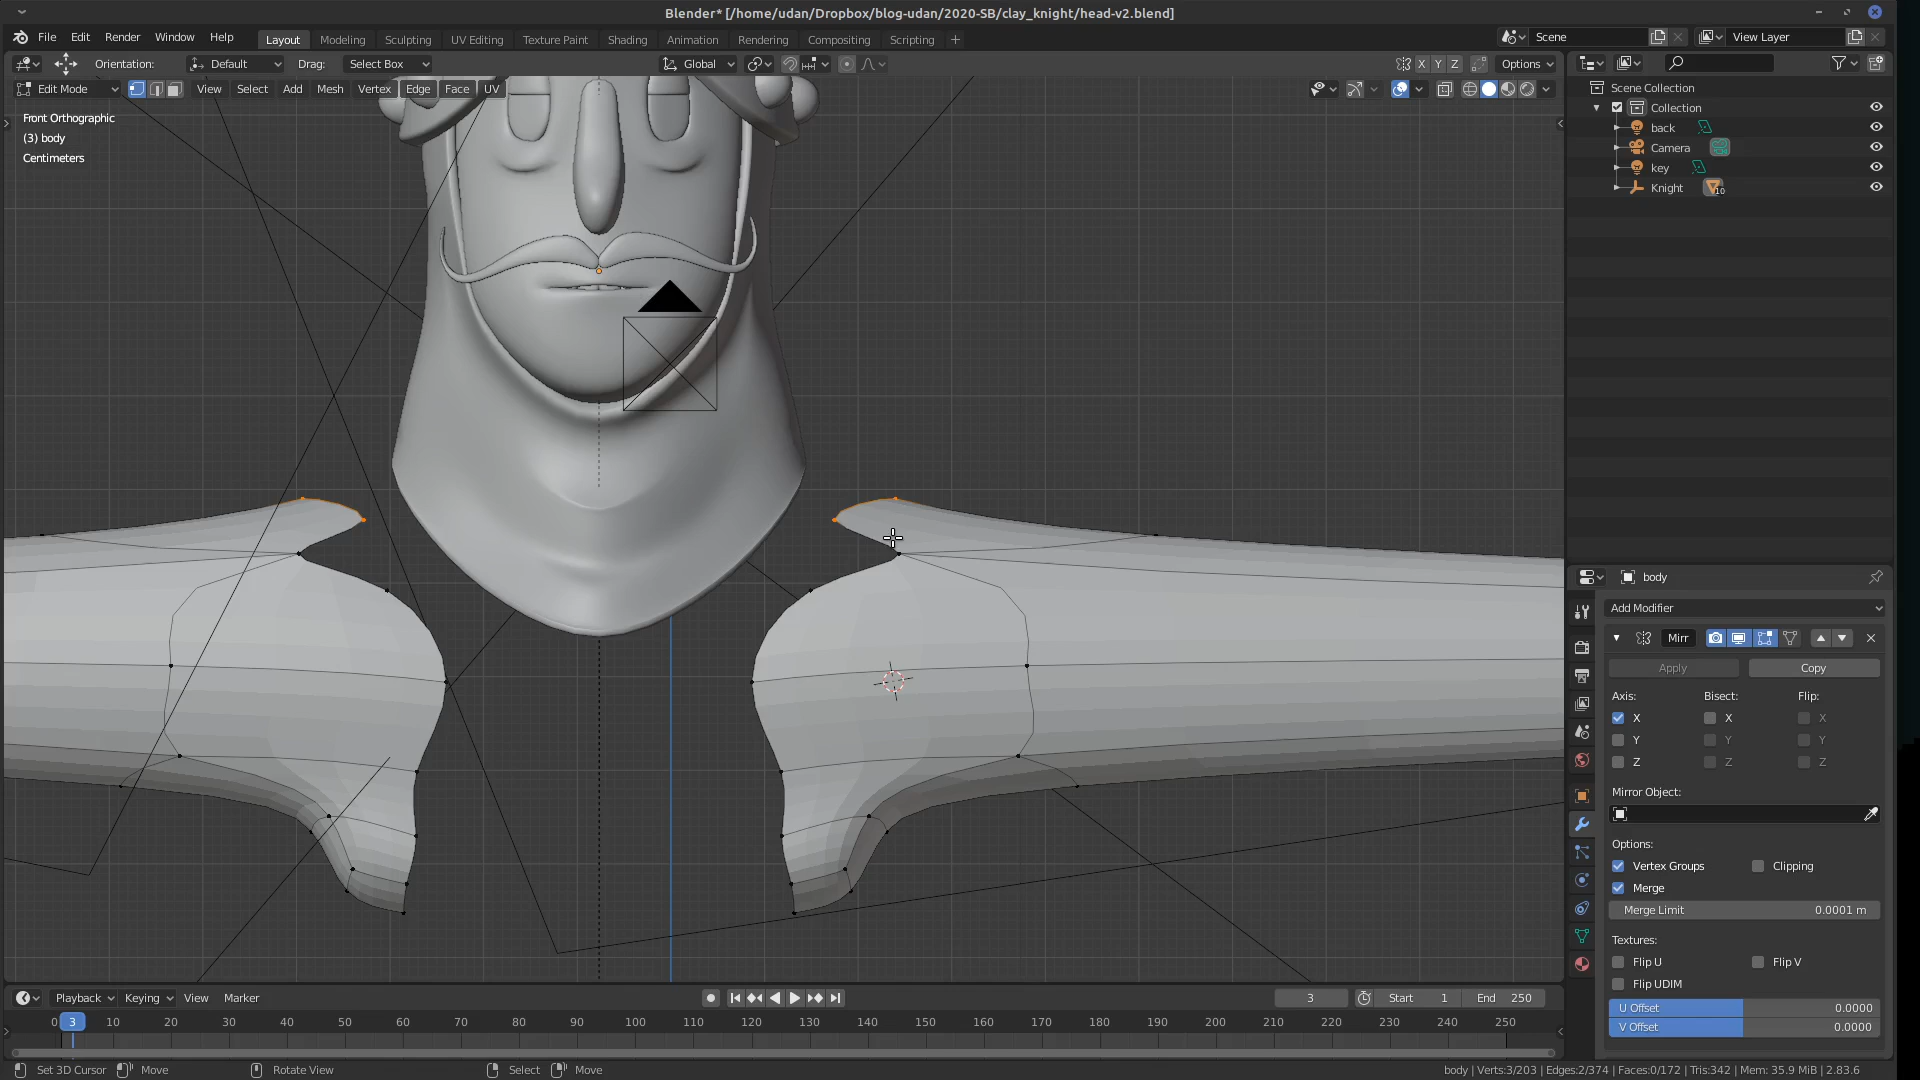 Blender* [/home/udan/Dropbox/blog-udan/2020-SB/clay_knight/head-v2.blend]
File Edit Render Window Help Layout Modeling Sculpting UV Editing Texture Paint Shading Animation Rendering Compositing Scripting + Scene View Layer
Orientation: Default Drag: Select Box Global X Y Z Options
Edit Mode View Select Add Mesh Vertex Edge Face UV
Front Orthographic
(3) body
Centimeters
Scene Collection
Collection
back
Camera
key
Knight 10
body
Add Modifier
Mirr
Apply Copy
Axis: Bisect: Flip:
X X X
Y Y Y
Z Z Z
Mirror Object:
Options:
Vertex Groups Clipping
Merge
Merge Limit 0.0001 m
Textures:
Flip U Flip V
Flip UDIM
U Offset 0.0000
V Offset 0.0000
Playback Keying View Marker 3 Start 1 End 250
0 3 10 20 30 40 50 60 70 80 90 100 110 120 130 140 150 160 170 180 190 200 210 220 230 240 250
Set 3D Cursor Move Rotate View Select Move body | Verts:3/203 | Edges:2/374 | Faces:0/172 | Tris:342 | Mem: 35.9 MiB | 2.83.6